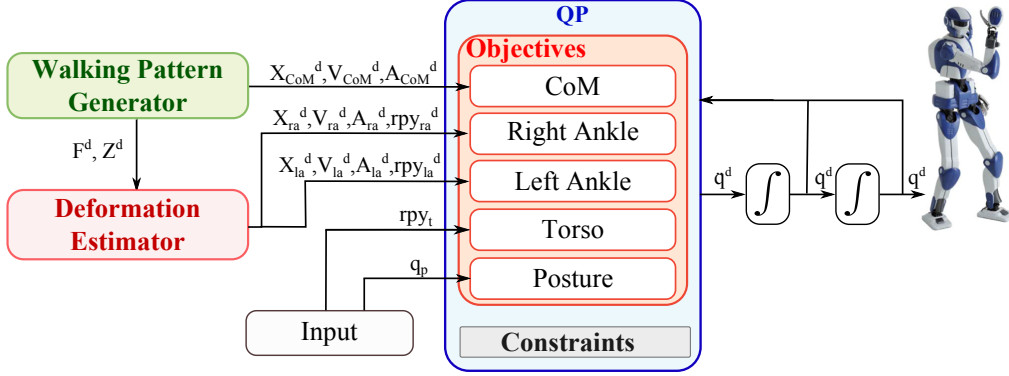 QP
Objectives
Walking Pattern
Generator
X_CoM^d, V_CoM^d, A_CoM^d
CoM
X_ra^d, V_ra^d, A_ra^d, rpy_ra^d
Right Ankle
F^d, Z^d
X_la^d, V_la^d, A_la^d, rpy_la^d
Left Ankle
q^d
∫
q^d
∫
q^d
Deformation
Estimator
rpy_t
Torso
q_p
Posture
Input
Constraints